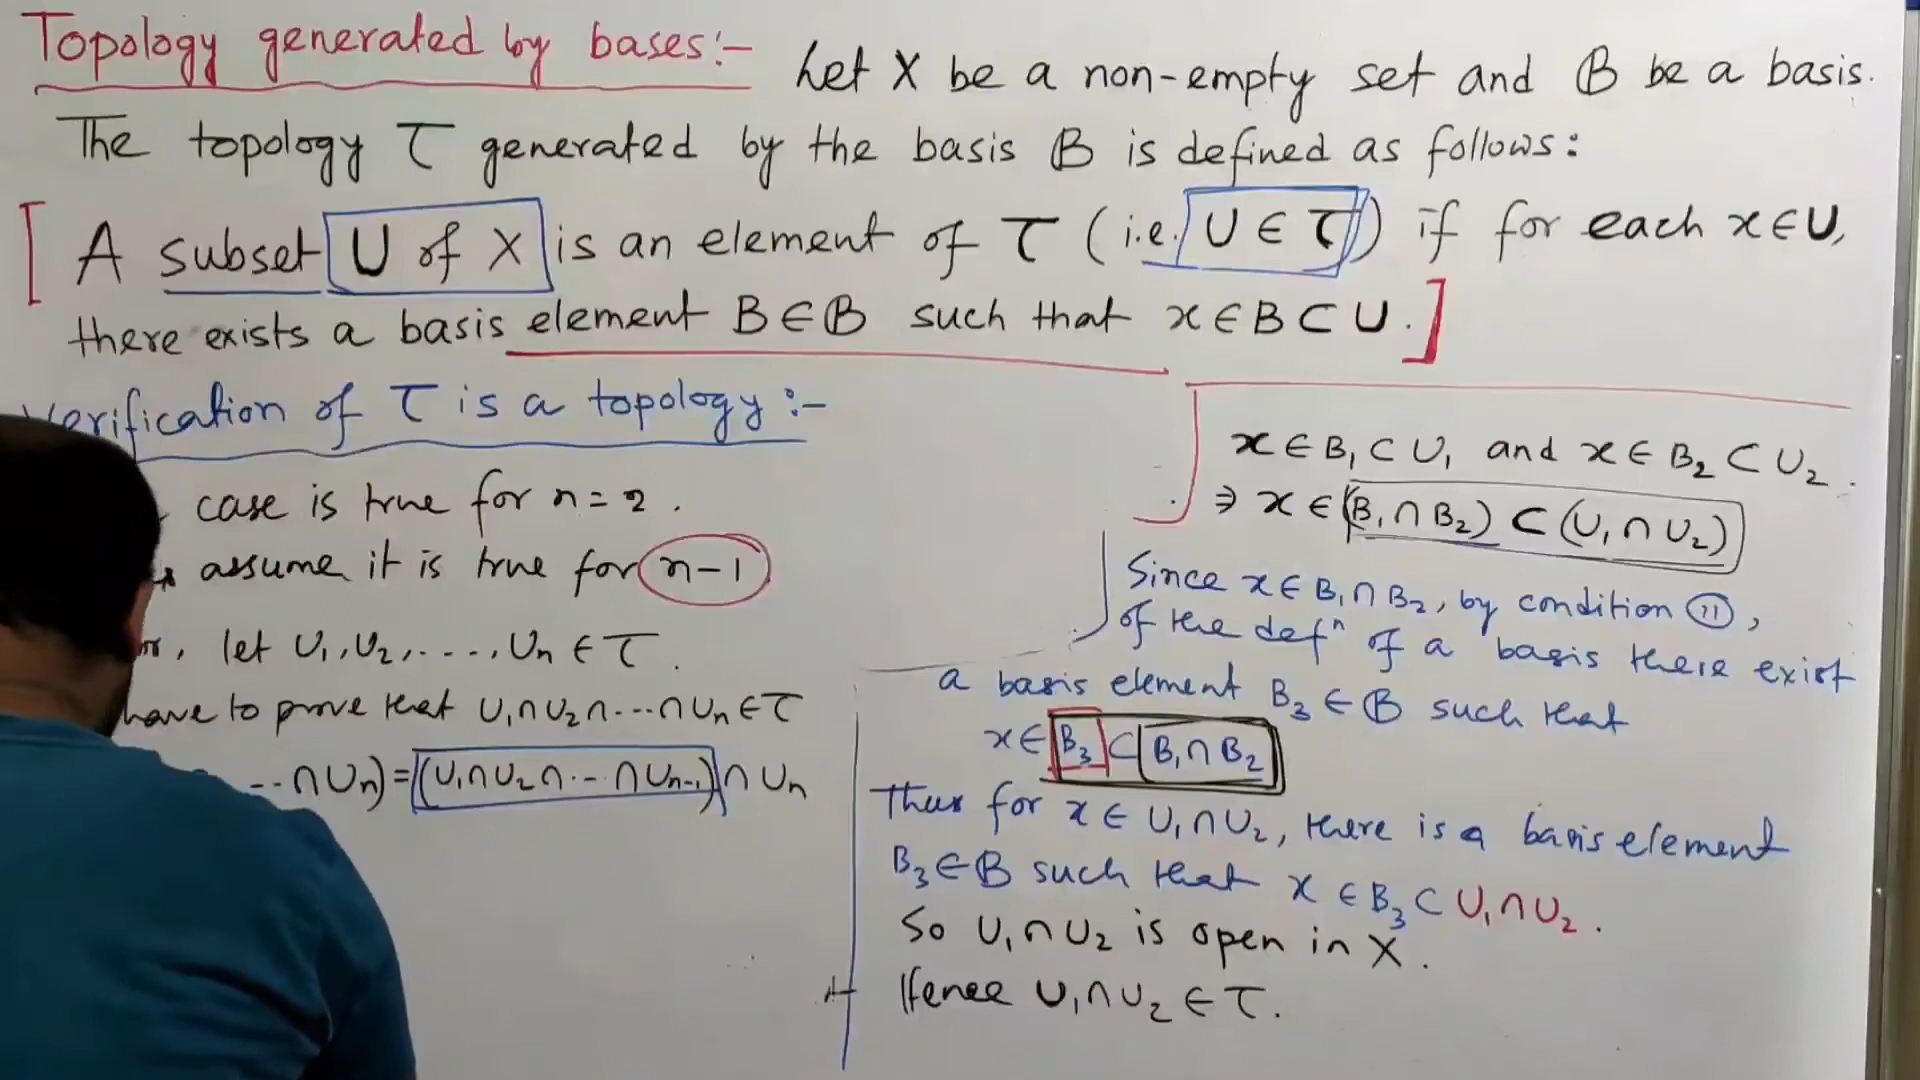 Topology generated by bases:- Let X be a non-empty set and B be a basis.
The topology τ generated by the basis B is defined as follows:
[ A subset U of X is an element of τ (i.e. U ∈ τ) if for each x ∈ U,
there exists a basis element B ∈ B such that x ∈ B ⊂ U. ]
Verification of τ is a topology :-
case is true for n = 2.
assume it is true for n-1
let U₁, U₂, ...., Uₙ ∈ τ.
have to prove that U₁∩U₂∩...∩Uₙ ∈ τ
...∩Uₙ) = (U₁∩U₂∩...∩Uₙ₋₁)∩Uₙ
x ∈ B₁ ⊂ U₁ and x ∈ B₂ ⊂ U₂.
⇒ x ∈ (B₁∩B₂) ⊂ (U₁∩U₂)
Since x ∈ B₁∩B₂, by condition (II),
of the defⁿ of a basis there exist
a basis element B₃ ∈ B such that
x ∈ B₃ ⊂ B₁∩B₂
Thus for x ∈ U₁∩U₂, there is a basis element
B₃ ∈ B such that x ∈ B₃ ⊂ U₁∩U₂.
So U₁∩U₂ is open in X.
Hence U₁∩U₂ ∈ τ.